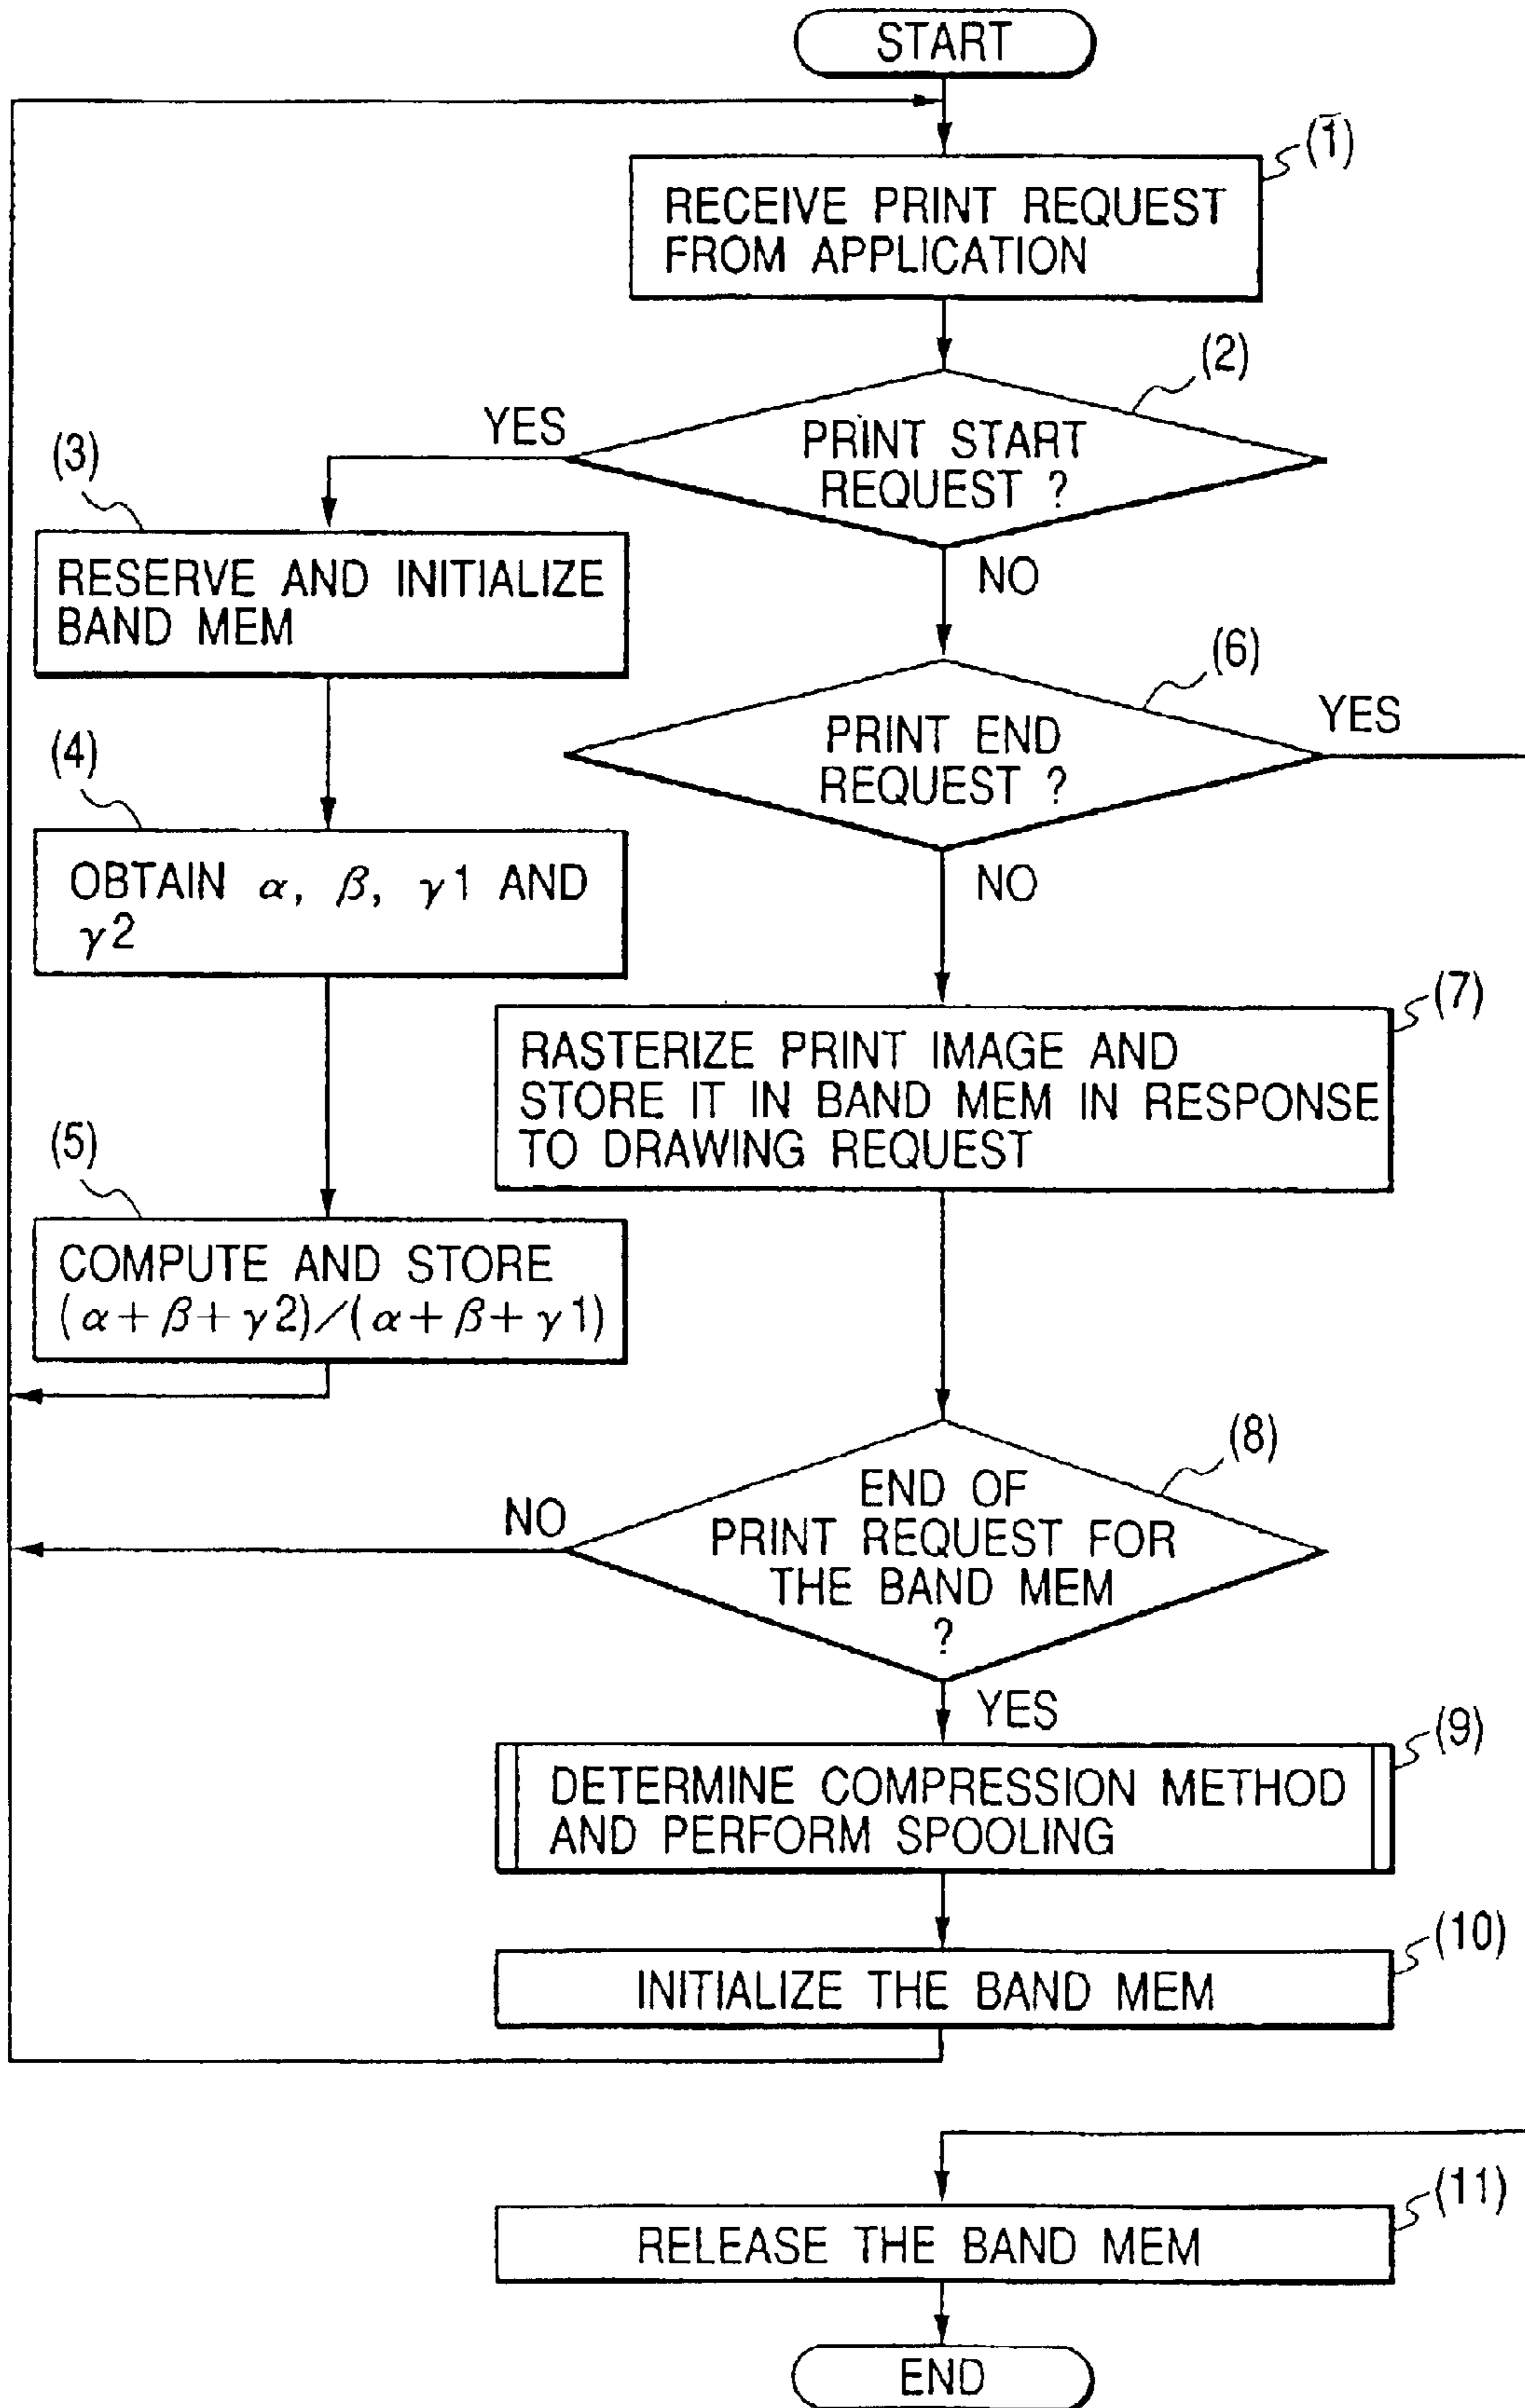 START
(1)
RECEIVE PRINT REQUEST
FROM APPLICATION
(2)
YES
PRINT START
REQUEST ?
NO
(3)
RESERVE AND INITIALIZE
BAND MEM
(6)
YES
PRINT END
REQUEST ?
NO
(4)
OBTAIN α, β, γ1 AND
γ2
(7)
RASTERIZE PRINT IMAGE AND
STORE IT IN BAND MEM IN RESPONSE
TO DRAWING REQUEST
(5)
COMPUTE AND STORE
(α+β+γ2)/(α+β+γ1)
(8)
NO
END OF
PRINT REQUEST FOR
THE BAND MEM
?
YES
(9)
DETERMINE COMPRESSION METHOD
AND PERFORM SPOOLING
(10)
INITIALIZE THE BAND MEM
(11)
RELEASE THE BAND MEM
END